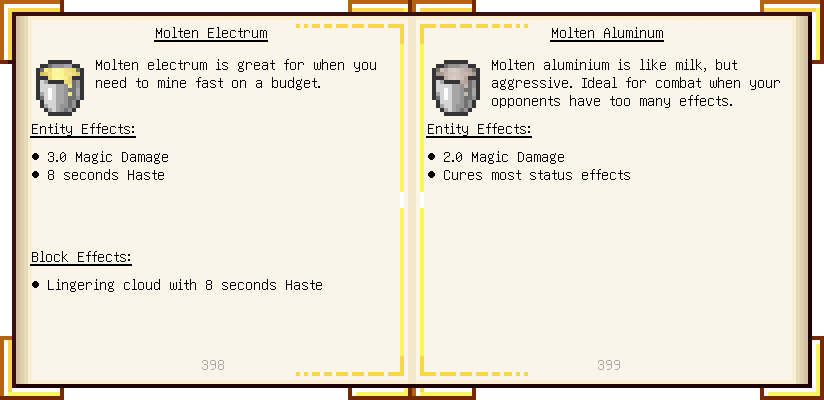 Molten Electrum
Molten electrum is great for when you
need to mine fast on a budget.
Entity Effects:
• 3.0 Magic Damage
• 8 seconds Haste
Block Effects:
• Lingering cloud with 8 seconds Haste
398
Molten Aluminum
Molten aluminium is like milk, but
aggressive. Ideal for combat when your
opponents have too many effects.
Entity Effects:
• 2.0 Magic Damage
• Cures most status effects
399